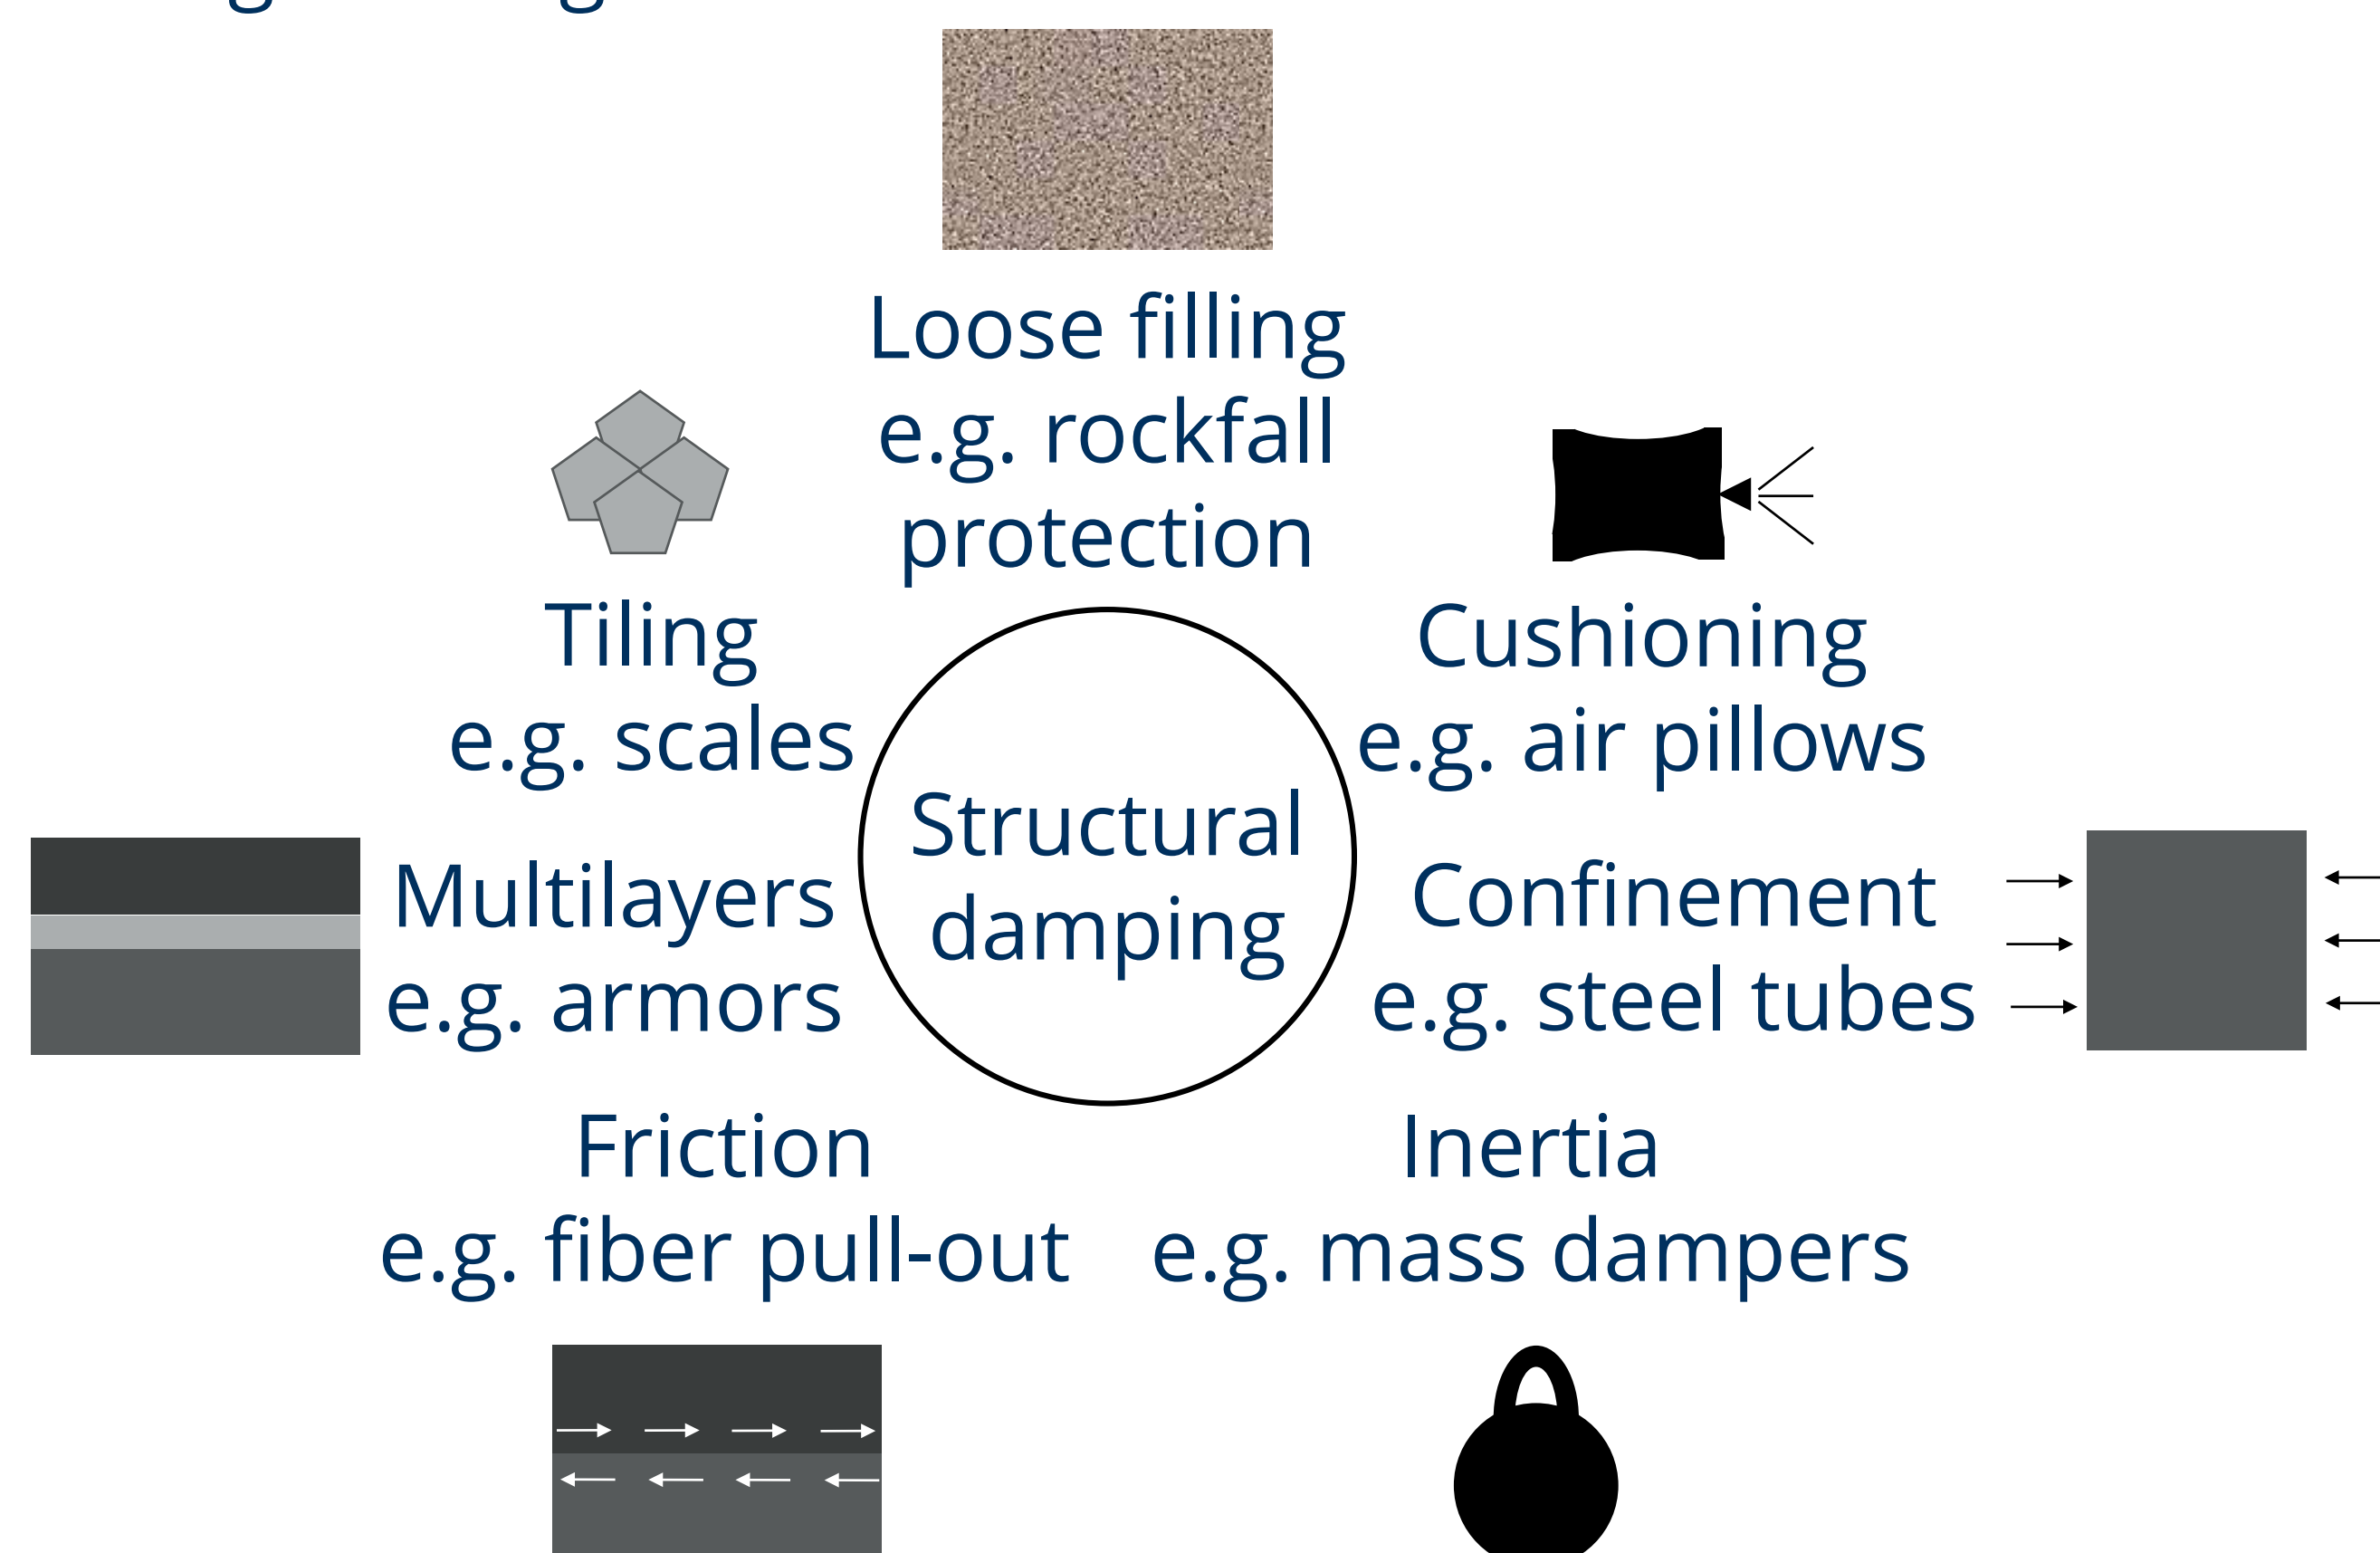 Loose filling
e.g. rockfall
protection
Tiling
e.g. scales
Cushioning
e.g. air pillows
Structural
damping
Multilayers
e.g. armors
Confinement
e.g. steel tubes
Friction
e.g. fiber pull-out
Inertia
e.g. mass dampers